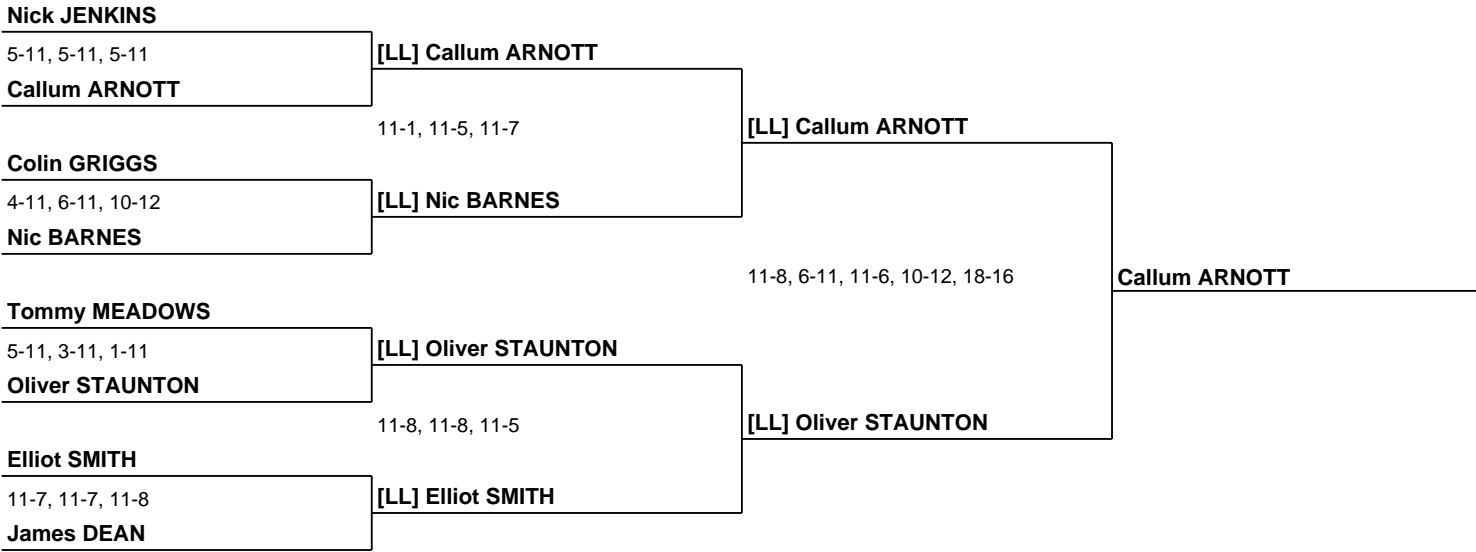 Nick JENKINS
5-11, 5-11, 5-11
[LL] Callum ARNOTT
Callum ARNOTT
11-1, 11-5, 11-7
[LL] Callum ARNOTT
Colin GRIGGS
4-11, 6-11, 10-12
[LL] Nic BARNES
Nic BARNES
11-8, 6-11, 11-6, 10-12, 18-16
Callum ARNOTT
Tommy MEADOWS
5-11, 3-11, 1-11
[LL] Oliver STAUNTON
Oliver STAUNTON
11-8, 11-8, 11-5
[LL] Oliver STAUNTON
Elliot SMITH
11-7, 11-7, 11-8
[LL] Elliot SMITH
James DEAN